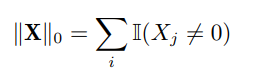 ‖𝐗‖₀ = ∑ᵢ 𝕀(Xⱼ ≠ 0)